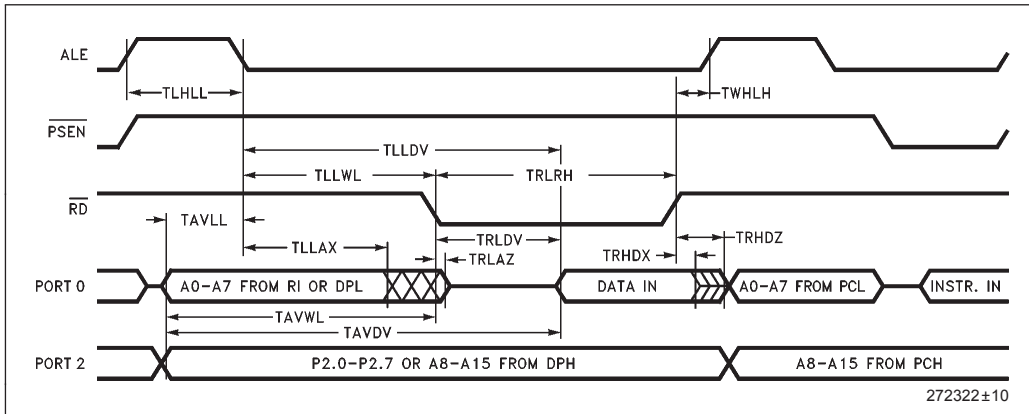 ALE
TLHLL
TWHLH
PSEN
TLLDV
TLLWL
TRLRH
RD
TAVLL
TLLAX
TRLDV
TRLAZ
TRHDX
TRHDZ
PORT 0
A0-A7 FROM RI OR DPL
DATA IN
A0-A7 FROM PCL
INSTR. IN
TAVWL
TAVDV
PORT 2
P2.0-P2.7 OR A8-A15 FROM DPH
A8-A15 FROM PCH
272322±10